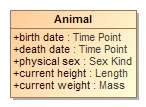 Animal
+birth date : Time Point
+death date : Time Point
+physical sex : Sex Kind
+current height : Length
+current weight : Mass